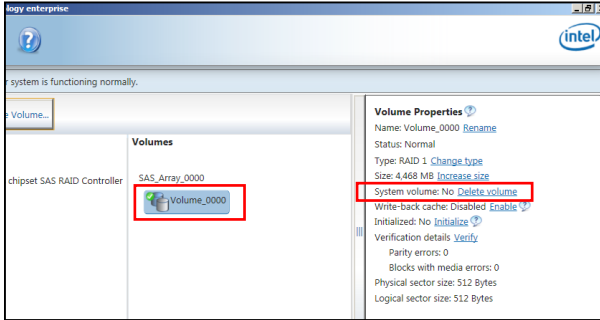 logy enterprise
intel
r system is functioning normally.
e Volume...
Volumes
chipset SAS RAID Controller
SAS_Array_0000
Volume_0000
Volume Properties
Name: Volume_0000 Rename
Status: Normal
Type: RAID 1 Change type
Size: 4,468 MB Increase size
System volume: No Delete volume
Write-back cache: Disabled Enable
Initialized: No Initialize
Verification details Verify
Parity errors: 0
Blocks with media errors: 0
Physical sector size: 512 Bytes
Logical sector size: 512 Bytes